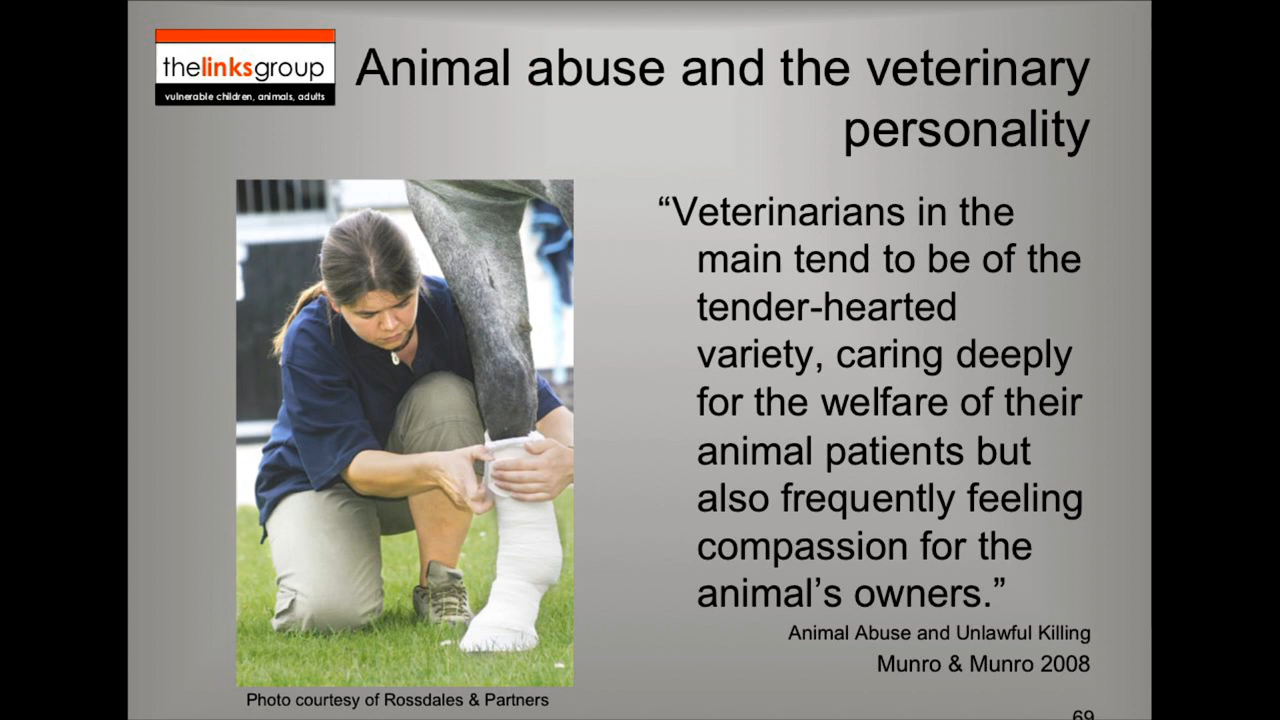 thelinksgroup
vulnerable children, animals, adults
Animal abuse and the veterinary
personality
“Veterinarians in the
main tend to be of the
tender-hearted
variety, caring deeply
for the welfare of their
animal patients but
also frequently feeling
compassion for the
animal’s owners.”
Animal Abuse and Unlawful Killing
Munro & Munro 2008
Photo courtesy of Rossdales & Partners
69